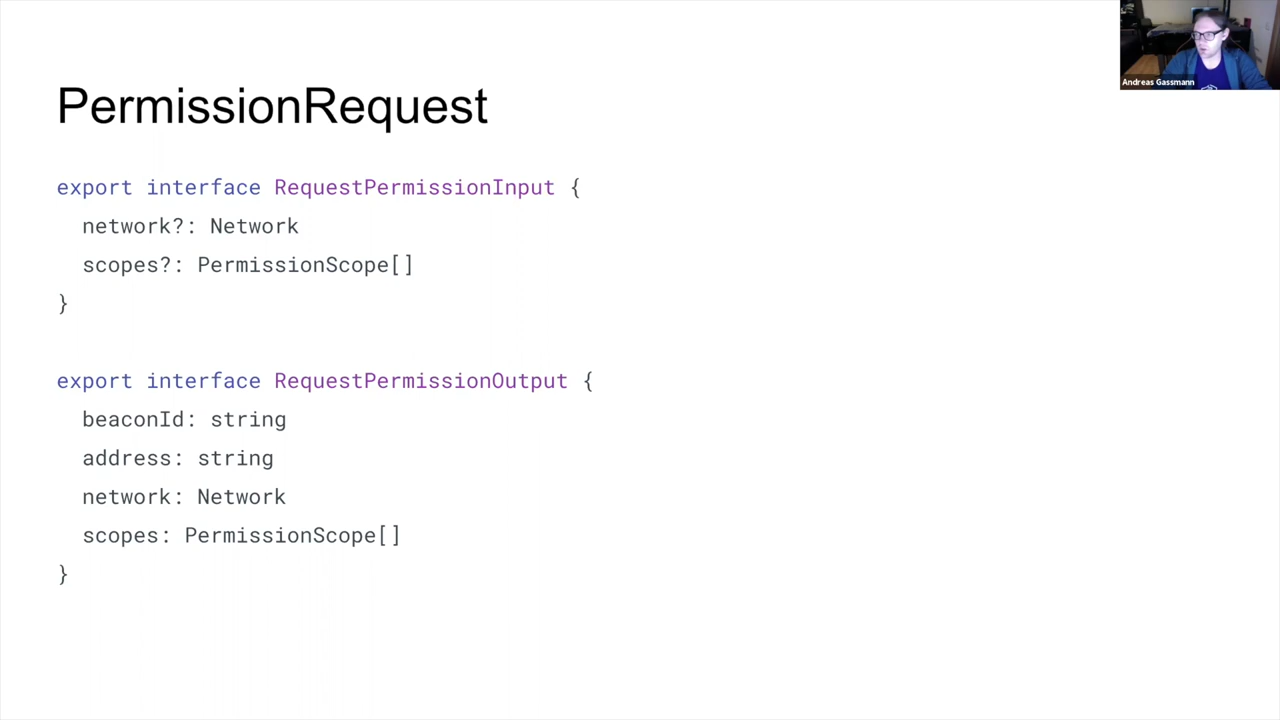 PermissionRequest
export interface RequestPermissionInput {
network?: Network
scopes?: PermissionScope[]
}
export interface RequestPermissionOutput {
beaconId: string
address: string
network: Network
scopes: PermissionScope[]
}
Andreas Gassmann